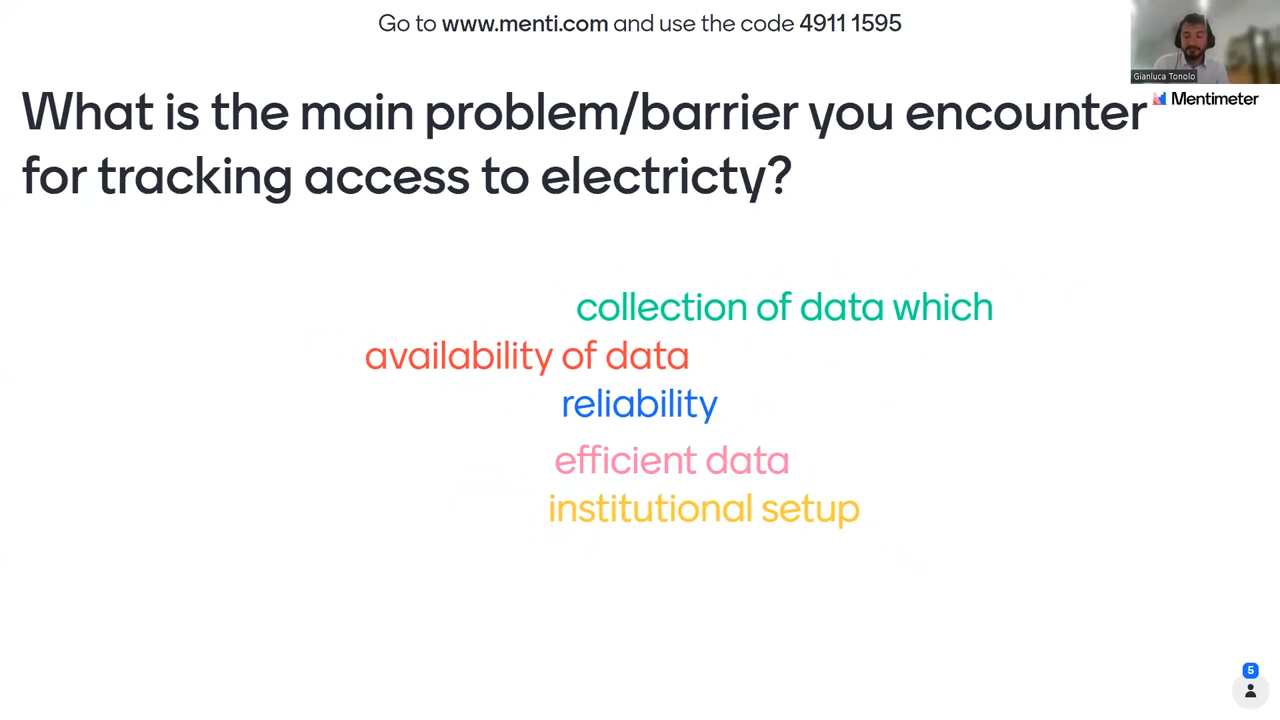 Go to www.menti.com and use the code 4911 1595
Gianluca Tonolo
Mentimeter
What is the main problem/barrier you encounter
for tracking access to electricty?
collection of data which
availability of data
reliability
efficient data
institutional setup
5